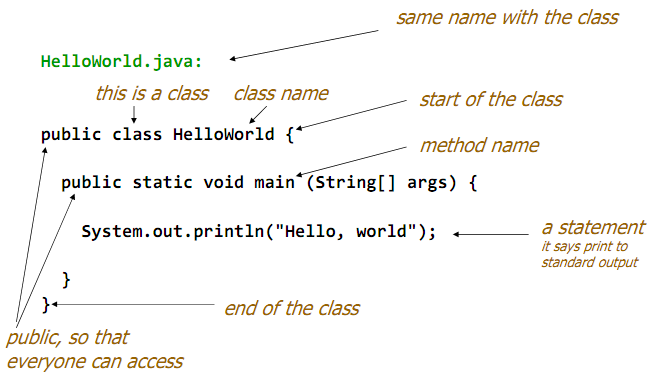 same name with the class
HelloWorld.java:
this is a class
class name
start of the class
public class HelloWorld {
method name
public static void main (String[] args) {
System.out.println("Hello, world");
a statement
it says print to
standard output
}
}
end of the class
public, so that
everyone can access